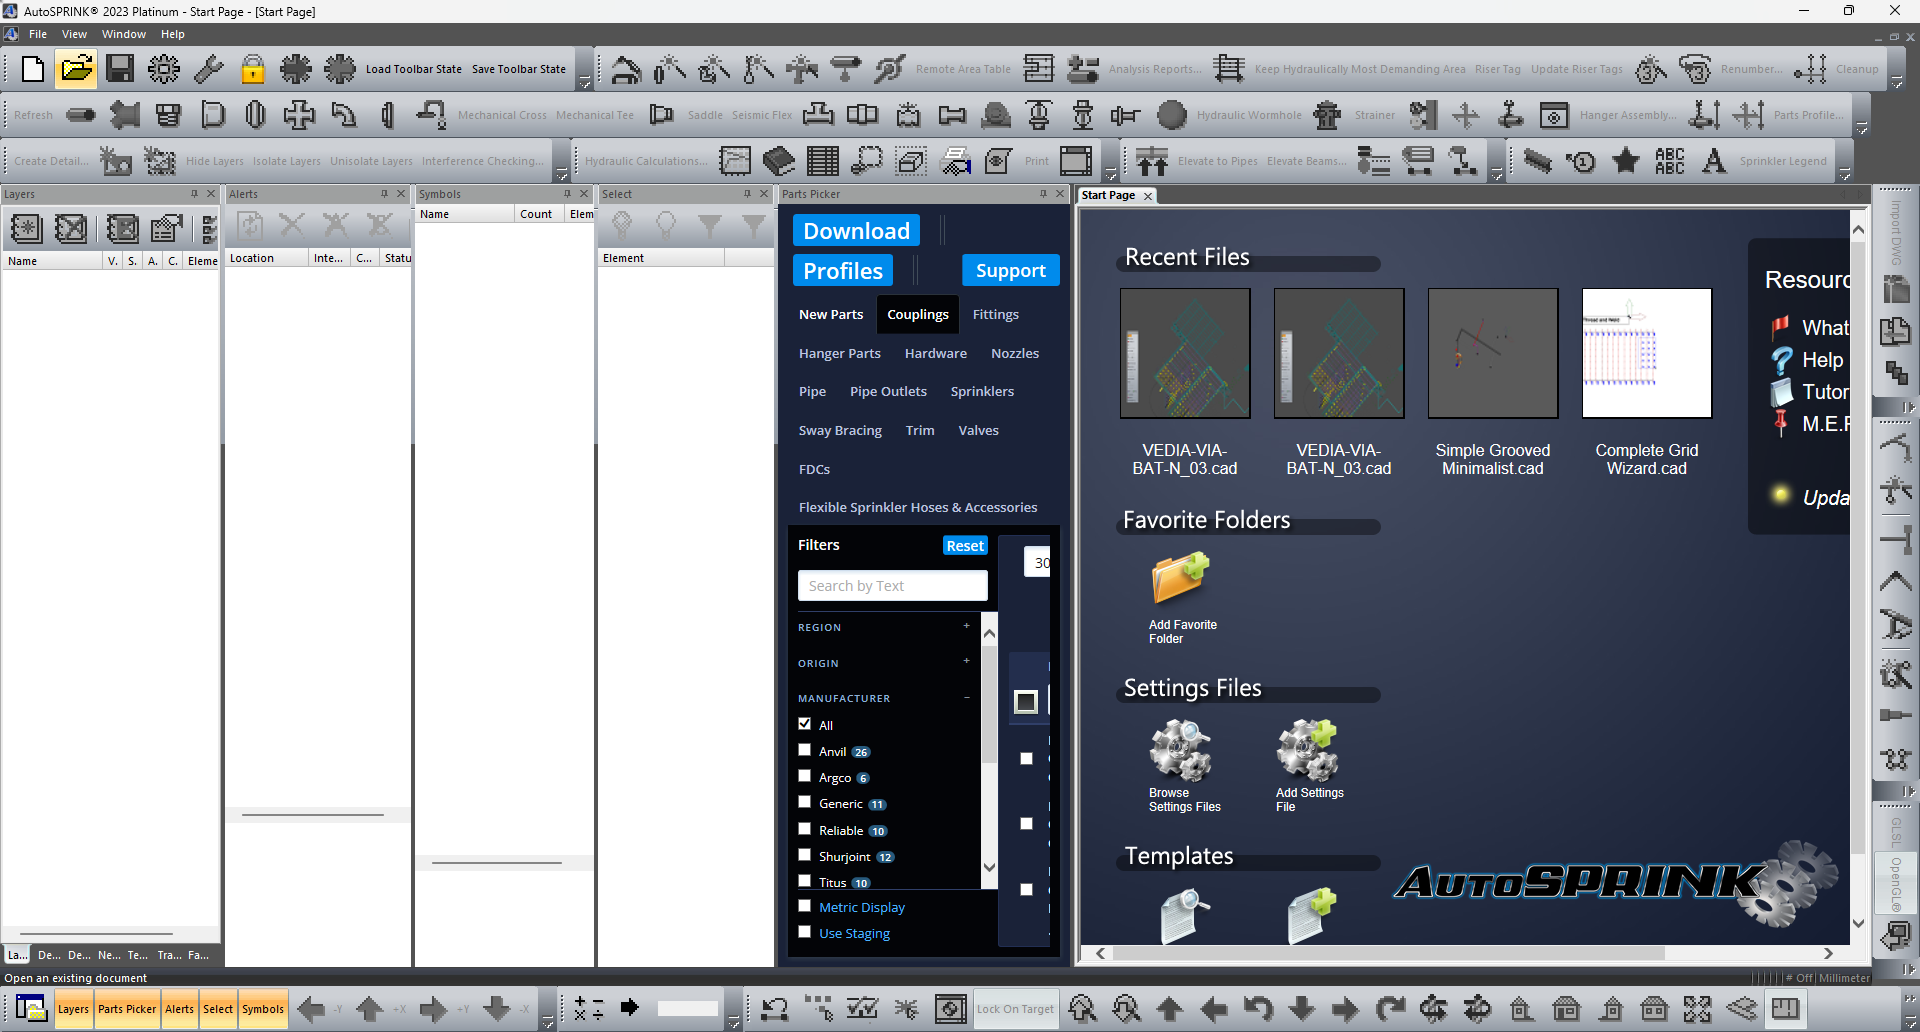 AutoSPRINK® 2023 Platinum - Start Page - [Start Page]
File View Window Help
Load Toolbar State Save Toolbar State Remote Area Table Analysis Reports... Keep Hydraulically Most Demanding Area Riser Tag Update Riser Tags Renumber... Cleanup
Refresh Mechanical Cross Mechanical Tee Saddle Seismic Flex Hydraulic Wormhole Strainer Hanger Assembly... Parts Profile...
Create Detail... Hide Layers Isolate Layers Unisolate Layers Interference Checking... Hydraulic Calculations... Print Elevate to Pipes Elevate Beams... ABC ABC A Sprinkler Legend
Layers
Name V. S. A. C. Eleme
La... De... De... Ne... Te... Tra... Fa...
Alerts
Location Inte... C... Statu
Symbols
Name Count Elem
Select
Element
Parts Picker
Download
Profiles Support
New Parts Couplings Fittings
Hanger Parts Hardware Nozzles
Pipe Pipe Outlets Sprinklers
Sway Bracing Trim Valves
FDCs
Flexible Sprinkler Hoses & Accessories
Filters Reset
Search by Text
30
REGION +
ORIGIN +
MANUFACTURER −
All
Anvil 26
Argco 6
Generic 11
Reliable 10
Shurjoint 12
Titus 10
Metric Display
Use Staging
Start Page
Recent Files
VEDIA-VIA-
BAT-N_03.cad
VEDIA-VIA-
BAT-N_03.cad
Simple Grooved
Minimalist.cad
Complete Grid
Wizard.cad
Favorite Folders
Add Favorite
Folder
Settings Files
Browse
Settings Files
Add Settings
File
Templates
AutoSPRINK
Resourc
What
Help
Tutor
M.E.P
Upda
Import DWG
GLSL
OpenGL®
Open an existing document
# Off Millimeter
Layers Parts Picker Alerts Select Symbols -Y +X +Y -X Lock On Target